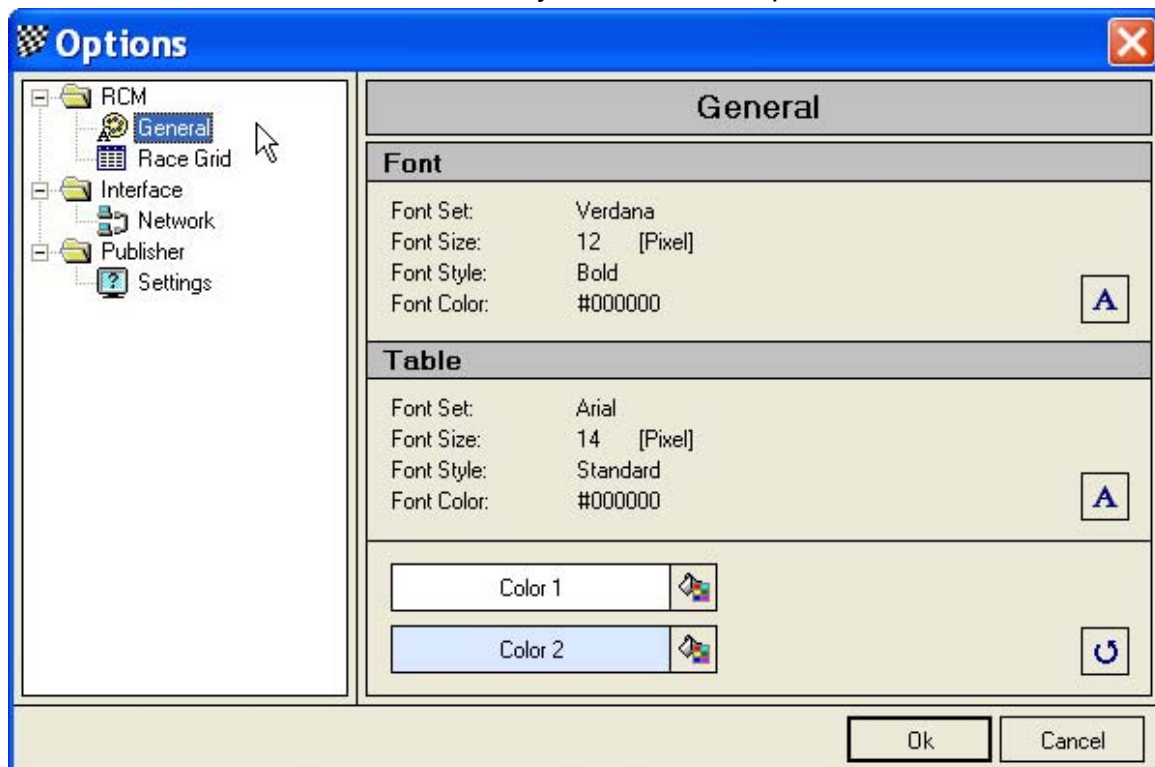 Options
RCM
General
Race Grid
Interface
Network
Publisher
Settings
General
Font
Font Set: Verdana
Font Size: 12 [Pixel]
Font Style: Bold
Font Color: #000000
A
Table
Font Set: Arial
Font Size: 14 [Pixel]
Font Style: Standard
Font Color: #000000
A
Color 1
Color 2
Ok Cancel